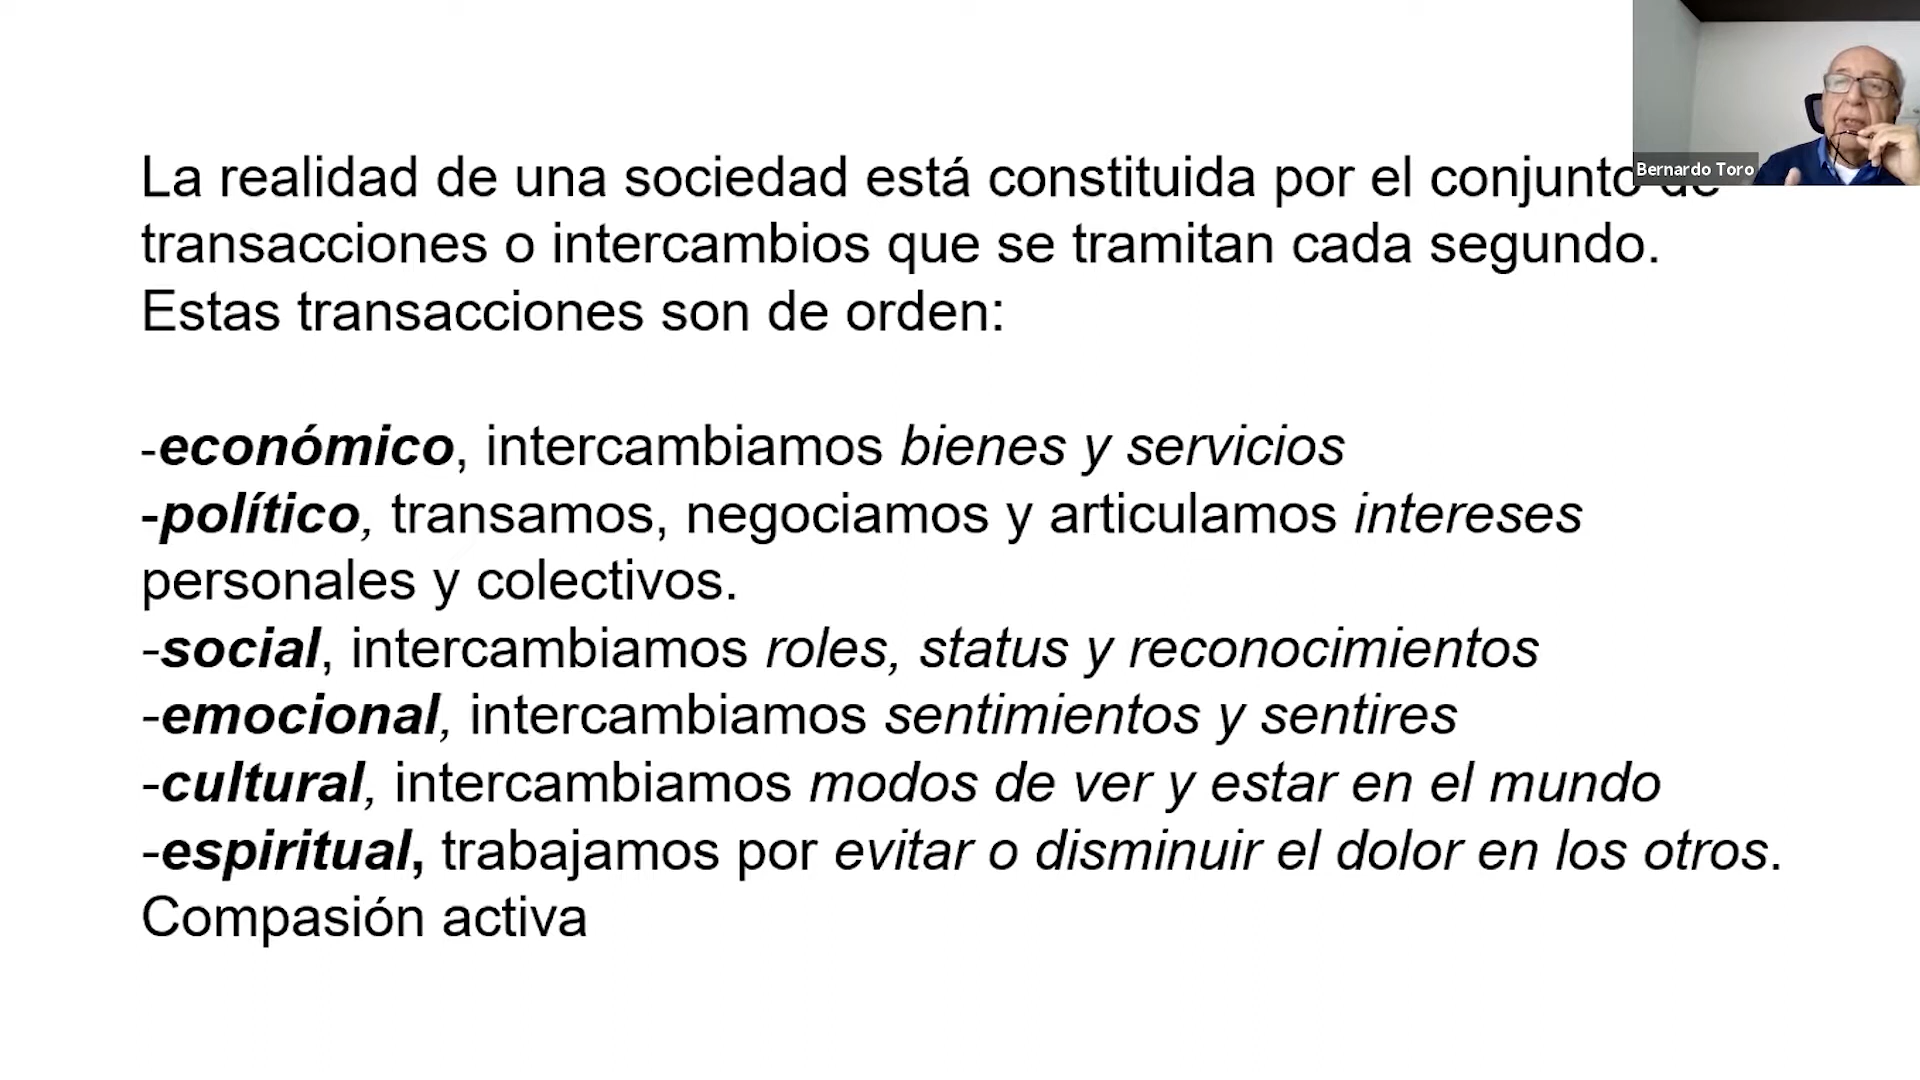 La realidad de una sociedad está constituida por el conjunto de
transacciones o intercambios que se tramitan cada segundo.
Estas transacciones son de orden:
-económico, intercambiamos bienes y servicios
-político, transamos, negociamos y articulamos intereses
personales y colectivos.
-social, intercambiamos roles, status y reconocimientos
-emocional, intercambiamos sentimientos y sentires
-cultural, intercambiamos modos de ver y estar en el mundo
-espiritual, trabajamos por evitar o disminuir el dolor en los otros.
Compasión activa
Bernardo Toro